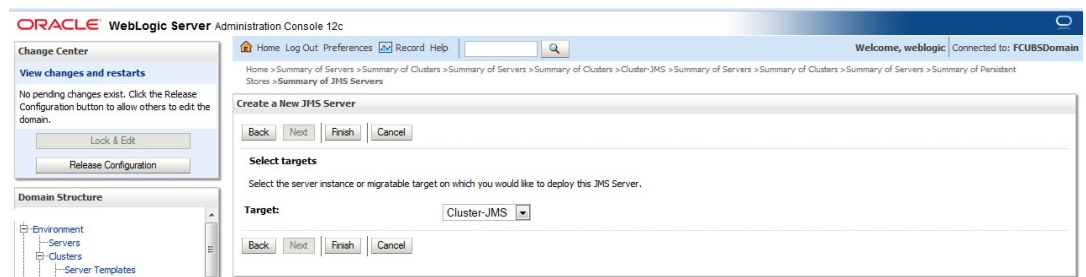 ORACLE WebLogic Server Administration Console 12c
Change Center
View changes and restarts
No pending changes exist. Click the Release
Configuration button to allow others to edit the
domain.
Lock & Edit
Release Configuration
Domain Structure
Environment
Servers
Clusters
Server Templates
Home Log Out Preferences Record Help
Welcome, weblogic Connected to: FCUBSDomain
Home >Summary of Servers >Summary of Clusters >Summary of Servers >Summary of Clusters >Cluster-JMS >Summary of Servers >Summary of Clusters >Summary of Servers >Summary of Persistent
Stores >Summary of JMS Servers
Create a New JMS Server
Back Next Finish Cancel
Select targets
Select the server instance or migratable target on which you would like to deploy this JMS Server.
Target: Cluster-JMS
Back Next Finish Cancel